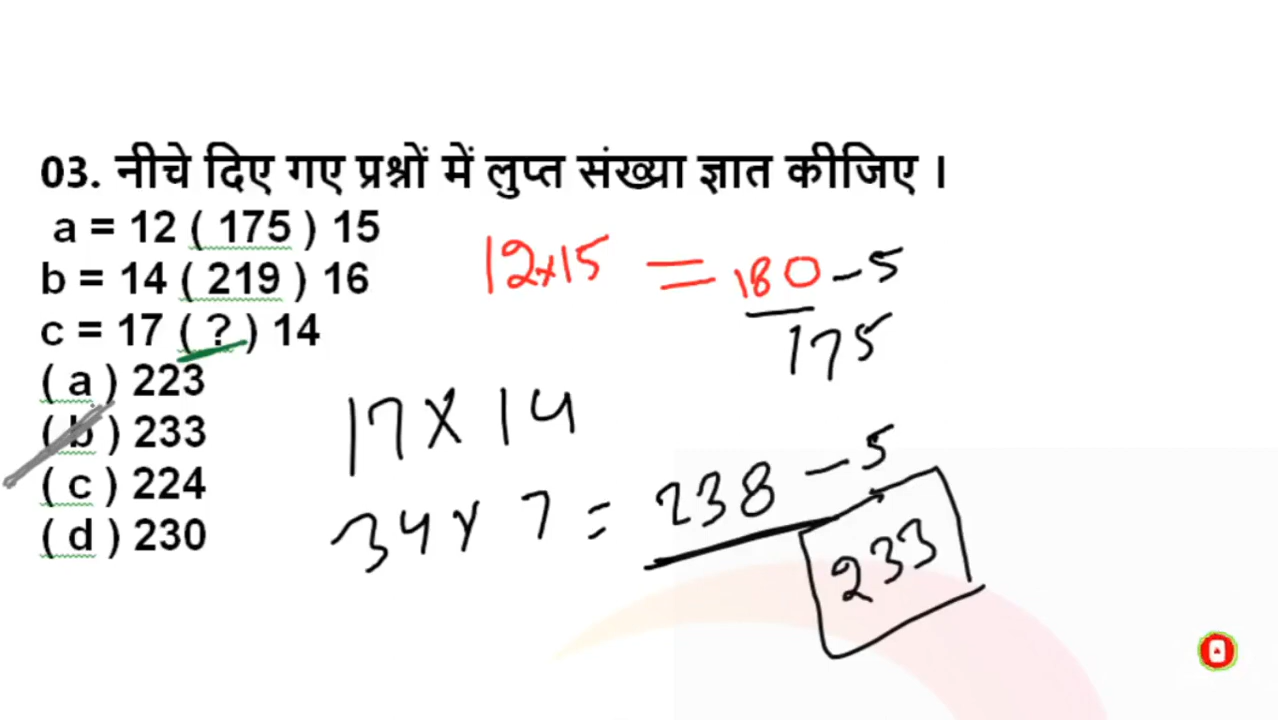 03. नीचे दिए गए प्रश्नों में लुप्त संख्या ज्ञात कीजिए ।
a = 12 ( 175 ) 15
b = 14 ( 219 ) 16
c = 17 ( ? ) 14
( a ) 223
( b ) 233
( c ) 224
( d ) 230
12x15 = 180 - 5
175
17 x 14
34 x 7 = 238 - 5
233